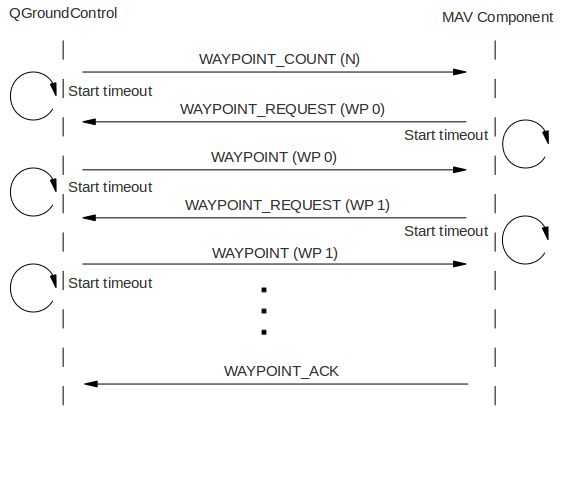 QGroundControl
MAV Component
WAYPOINT_COUNT (N)
Start timeout
WAYPOINT_REQUEST (WP 0)
Start timeout
WAYPOINT (WP 0)
Start timeout
WAYPOINT_REQUEST (WP 1)
Start timeout
WAYPOINT (WP 1)
Start timeout
WAYPOINT_ACK